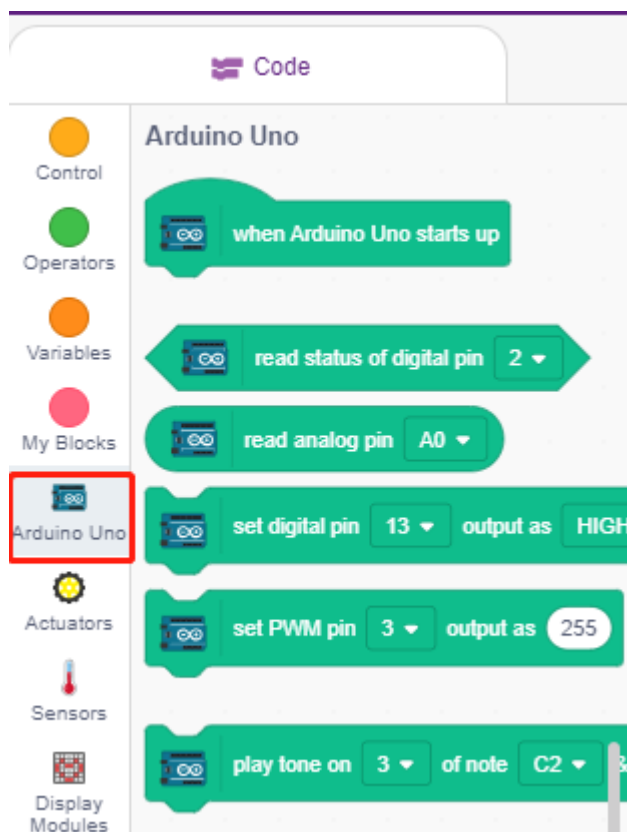 Code
Arduino Uno
Control
Operators
Variables
My Blocks
Arduino Uno
Actuators
Sensors
Display
Modules
when Arduino Uno starts up
read status of digital pin 2
read analog pin A0
set digital pin 13 output as HIGH
set PWM pin 3 output as 255
play tone on 3 of note C2 &